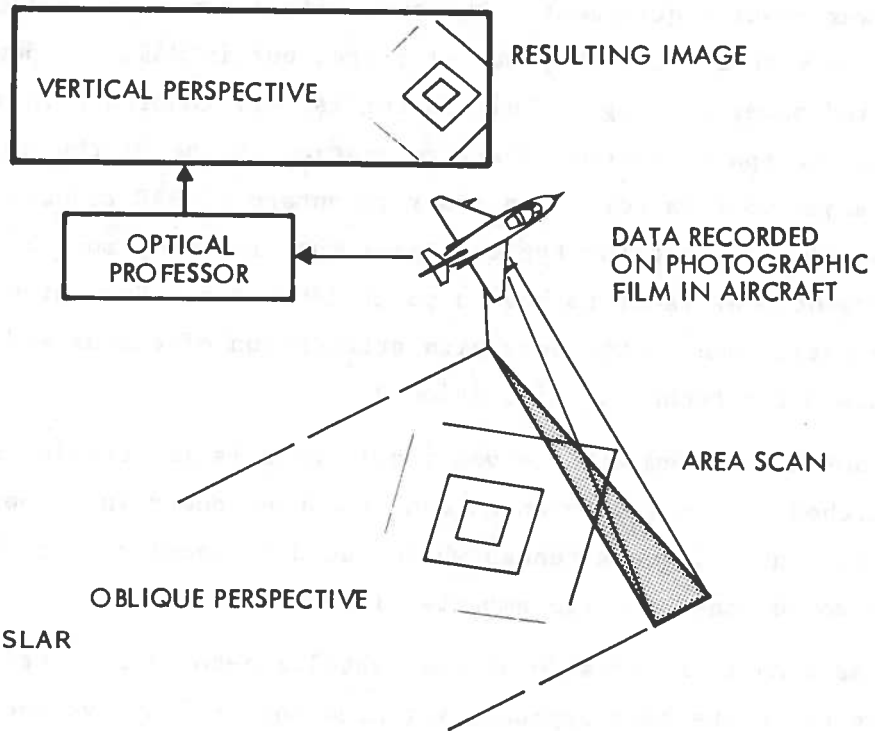 RESULTING IMAGE
VERTICAL PERSPECTIVE
OPTICAL
PROFESSOR
DATA RECORDED
ON PHOTOGRAPHIC
FILM IN AIRCRAFT
AREA SCAN
OBLIQUE PERSPECTIVE
SLAR